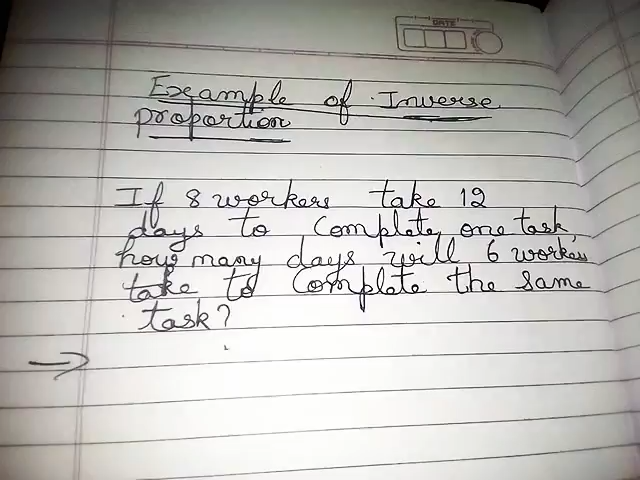 DATE
Example of Inverse
proportion
If 8 workers take 12
days to complete one task,
how many days will 6 workers
take to complete the same
task?